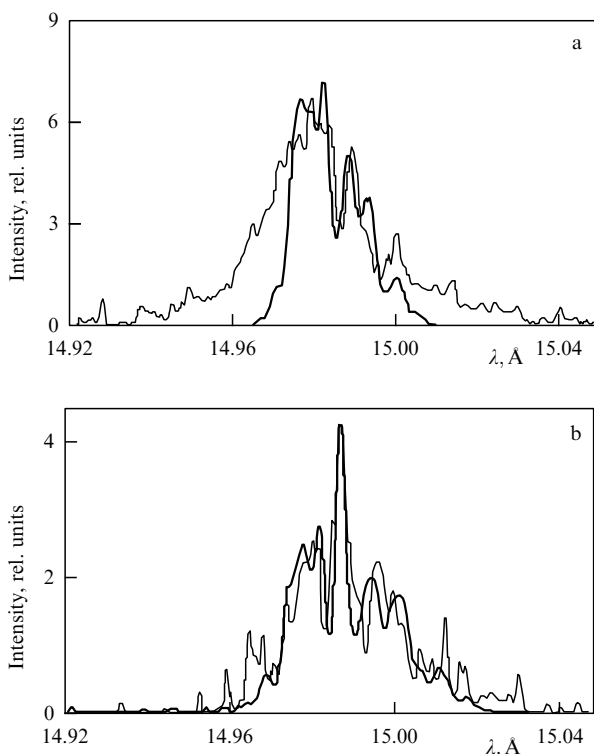 9
a
6
3
0
Intensity, rel. units
14.92
14.96
15.00
15.04
λ, Å
b
4
2
0
Intensity, rel. units
14.92
14.96
15.00
15.04
λ, Å